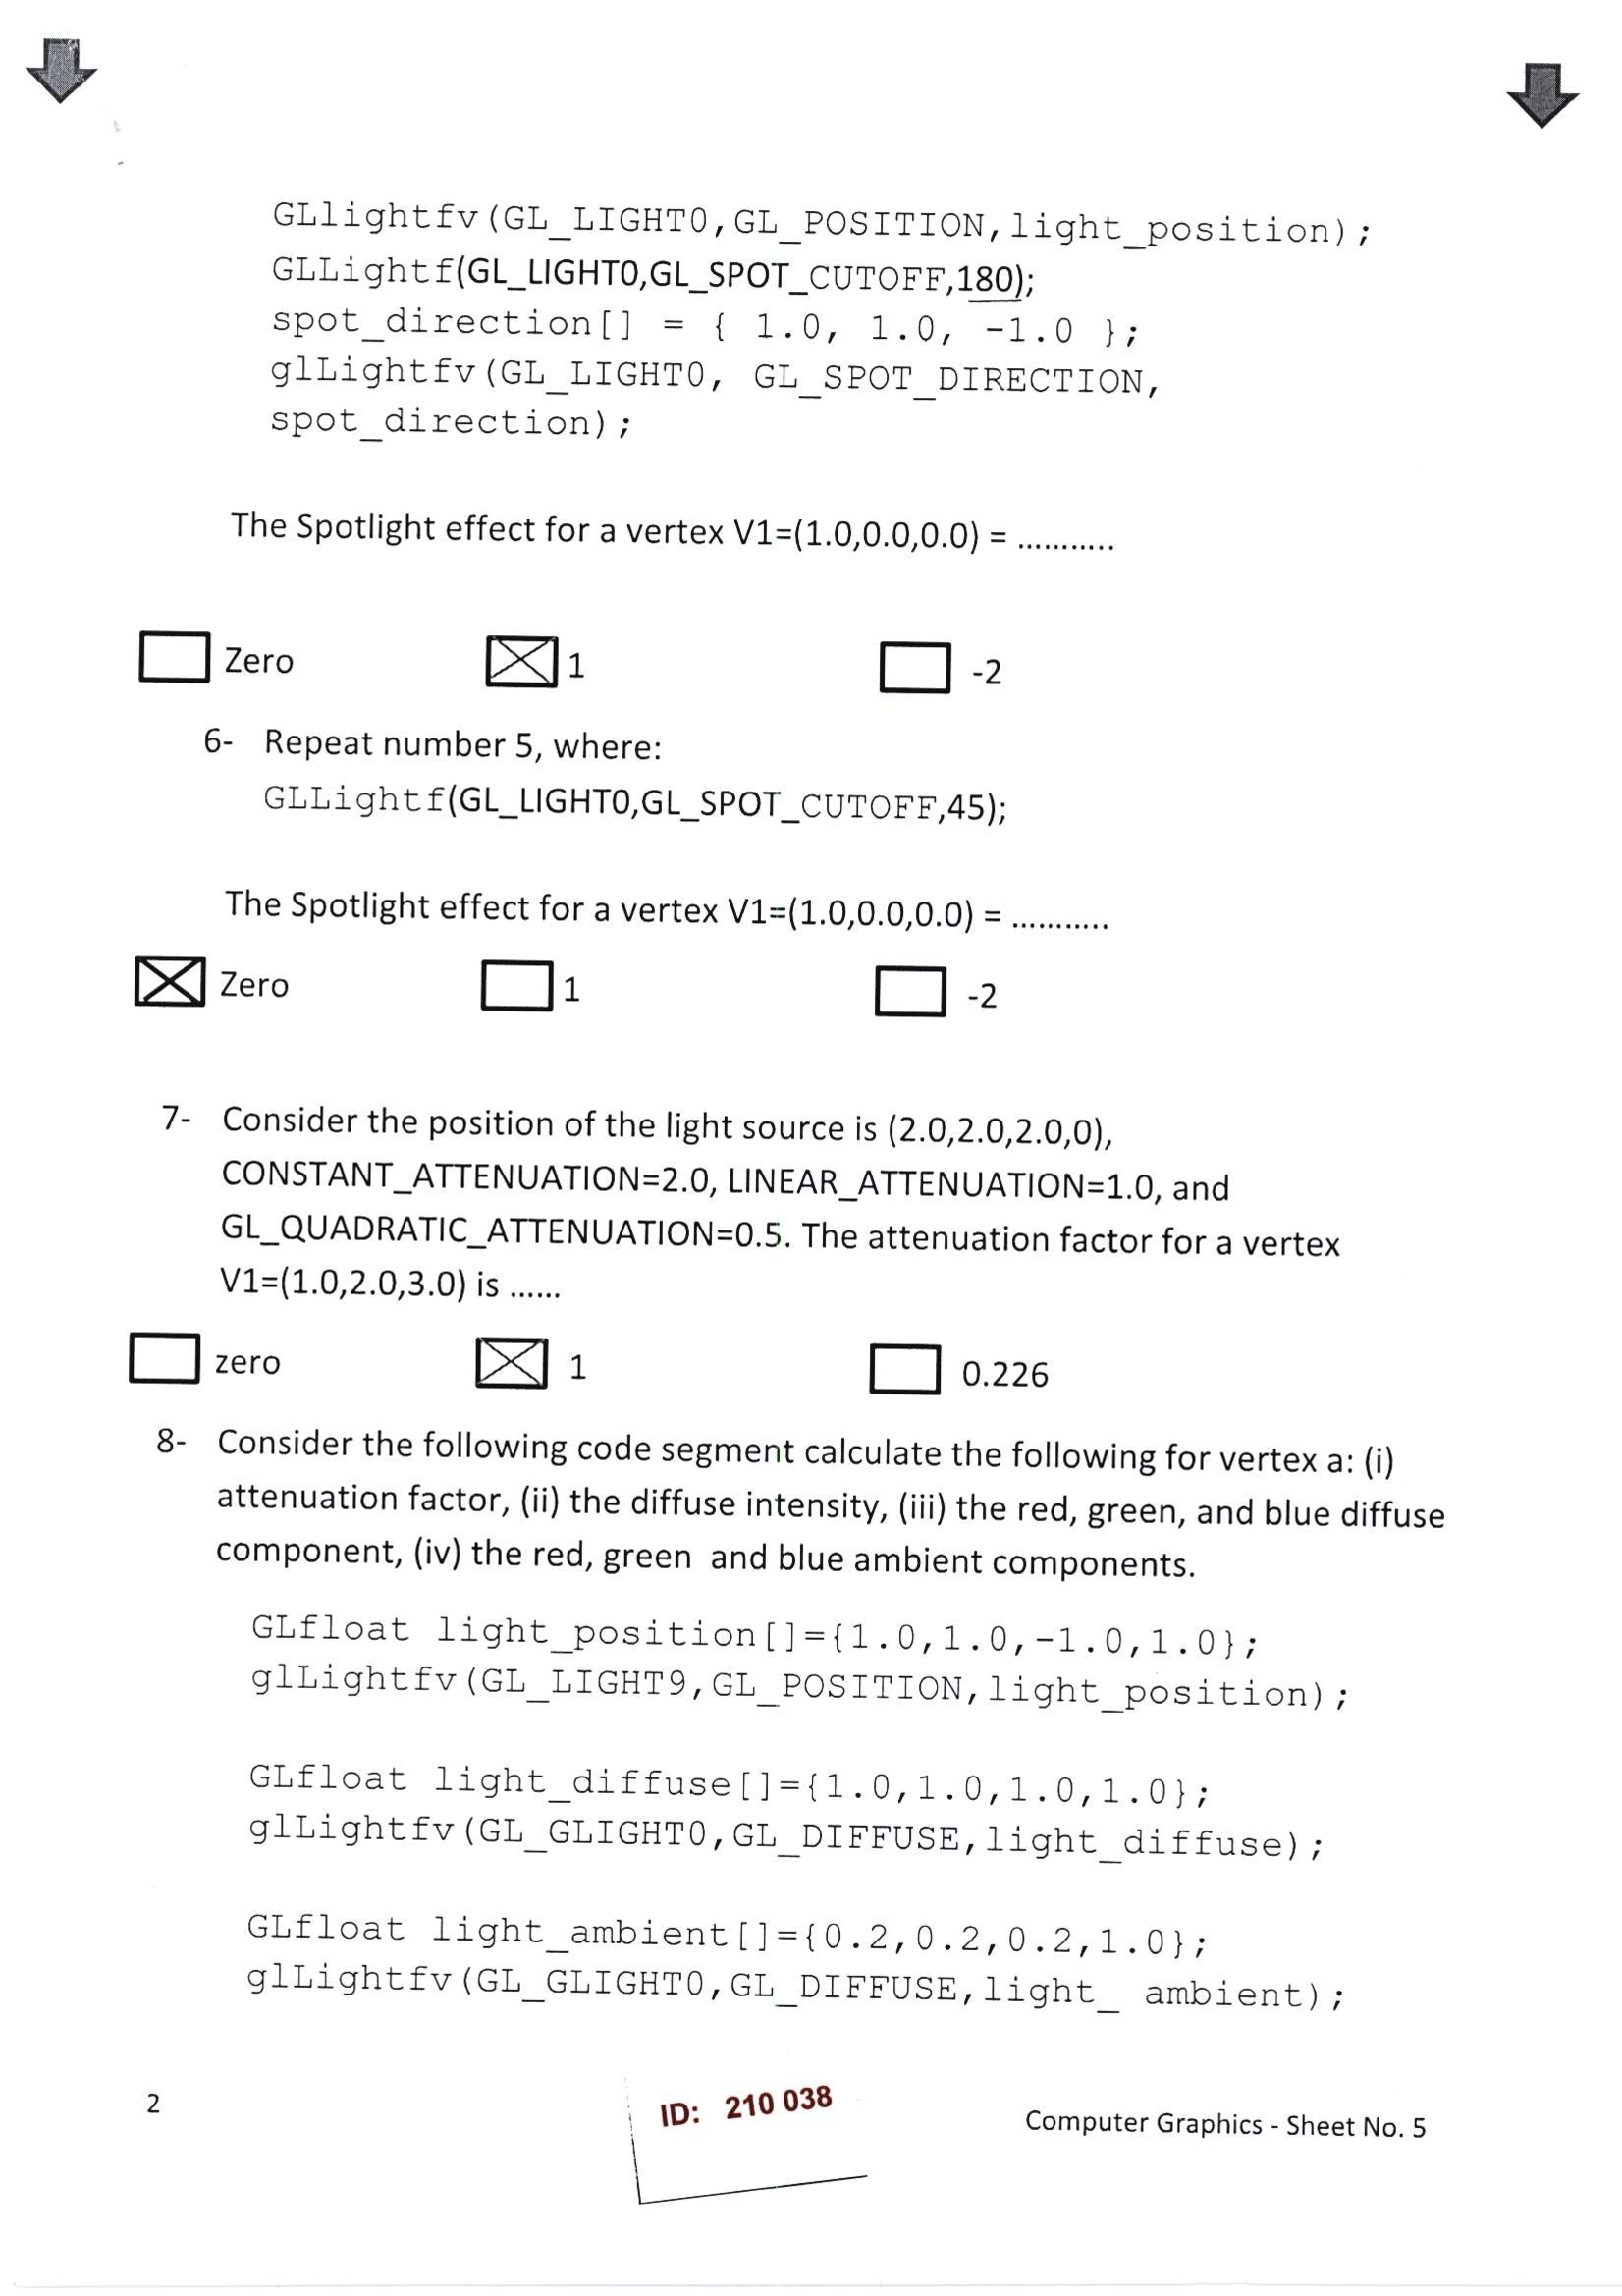 GLlightfv(GL_LIGHT0,GL_POSITION,light_position);
GLLightf(GL_LIGHT0,GL_SPOT_CUTOFF,180);
spot_direction[] = { 1.0, 1.0, -1.0 };
glLightfv(GL_LIGHT0, GL_SPOT_DIRECTION,
spot_direction);
The Spotlight effect for a vertex V1=(1.0,0.0,0.0) = ...........
Zero 1 -2
6- Repeat number 5, where:
GLLightf(GL_LIGHT0,GL_SPOT_CUTOFF,45);
The Spotlight effect for a vertex V1=(1.0,0.0,0.0) = ...........
Zero 1 -2
7- Consider the position of the light source is (2.0,2.0,2.0,0),
CONSTANT_ATTENUATION=2.0, LINEAR_ATTENUATION=1.0, and
GL_QUADRATIC_ATTENUATION=0.5. The attenuation factor for a vertex
V1=(1.0,2.0,3.0) is ......
zero 1 0.226
8- Consider the following code segment calculate the following for vertex a: (i)
attenuation factor, (ii) the diffuse intensity, (iii) the red, green, and blue diffuse
component, (iv) the red, green and blue ambient components.
GLfloat light_position[]={1.0,1.0,-1.0,1.0};
glLightfv(GL_LIGHT9,GL_POSITION,light_position);
GLfloat light_diffuse[]={1.0,1.0,1.0,1.0};
glLightfv(GL_GLIGHT0,GL_DIFFUSE,light_diffuse);
GLfloat light_ambient[]={0.2,0.2,0.2,1.0};
glLightfv(GL_GLIGHT0,GL_DIFFUSE,light_ ambient);
2
ID: 210 038
Computer Graphics - Sheet No. 5